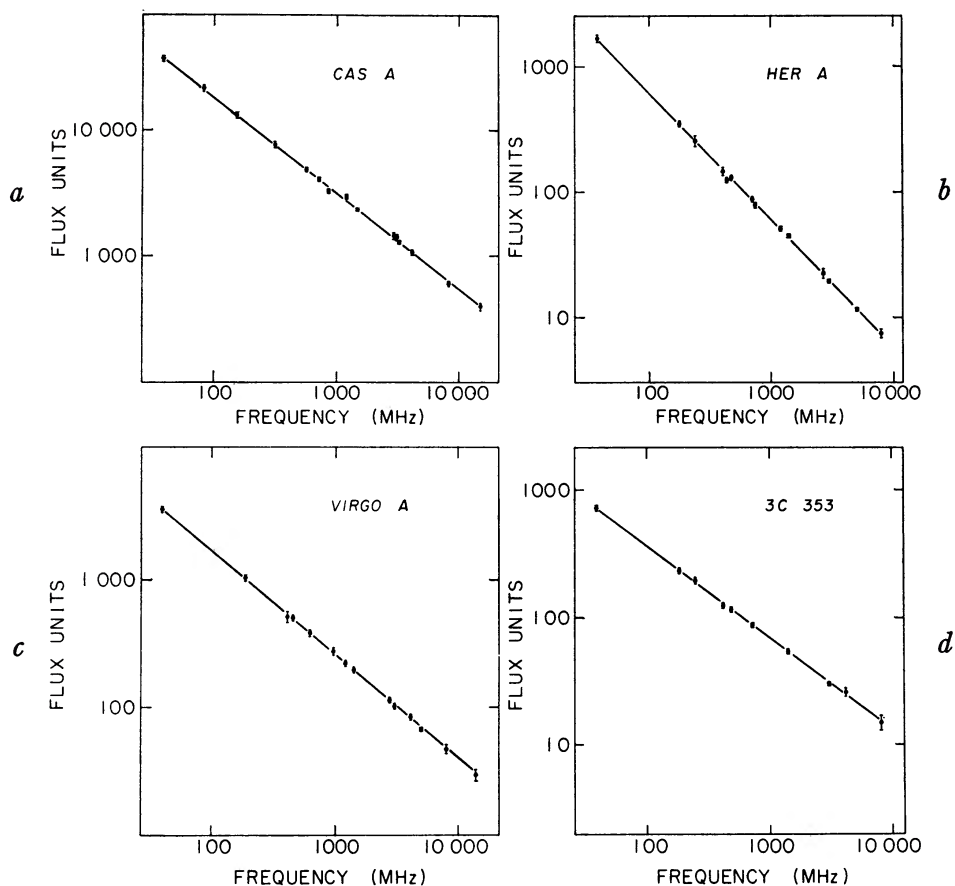 a
CAS A
FLUX UNITS
10 000
1 000
100
1000
10 000
FREQUENCY (MHz)
b
HER A
FLUX UNITS
1000
100
10
100
1000
10 000
FREQUENCY (MHz)
c
VIRGO A
FLUX UNITS
1 000
100
100
1000
10 000
FREQUENCY (MHz)
d
3C 353
FLUX UNITS
1000
100
10
100
1000
10 000
FREQUENCY (MHz)